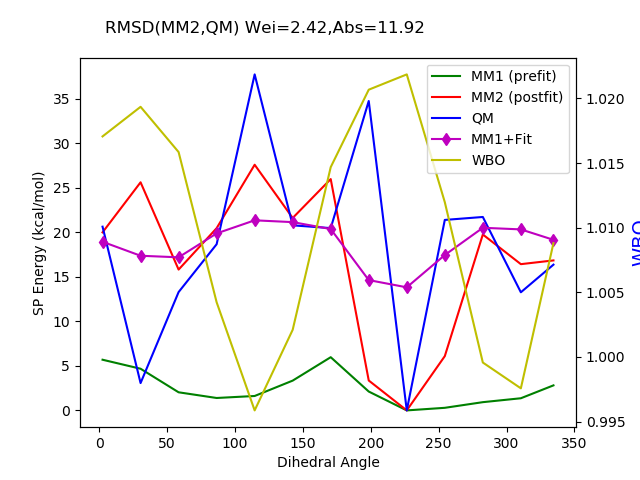 RMSD(MM2,QM) Wei=2.42,Abs=11.92
MM1 (prefit)
MM2 (postfit)
QM
MM1+Fit
WBO
SP Energy (kcal/mol)
35
30
25
20
15
10
5
0
1.020
1.015
1.010
1.005
1.000
0.995
WBO
0 50 100 150 200 250 300 350
Dihedral Angle